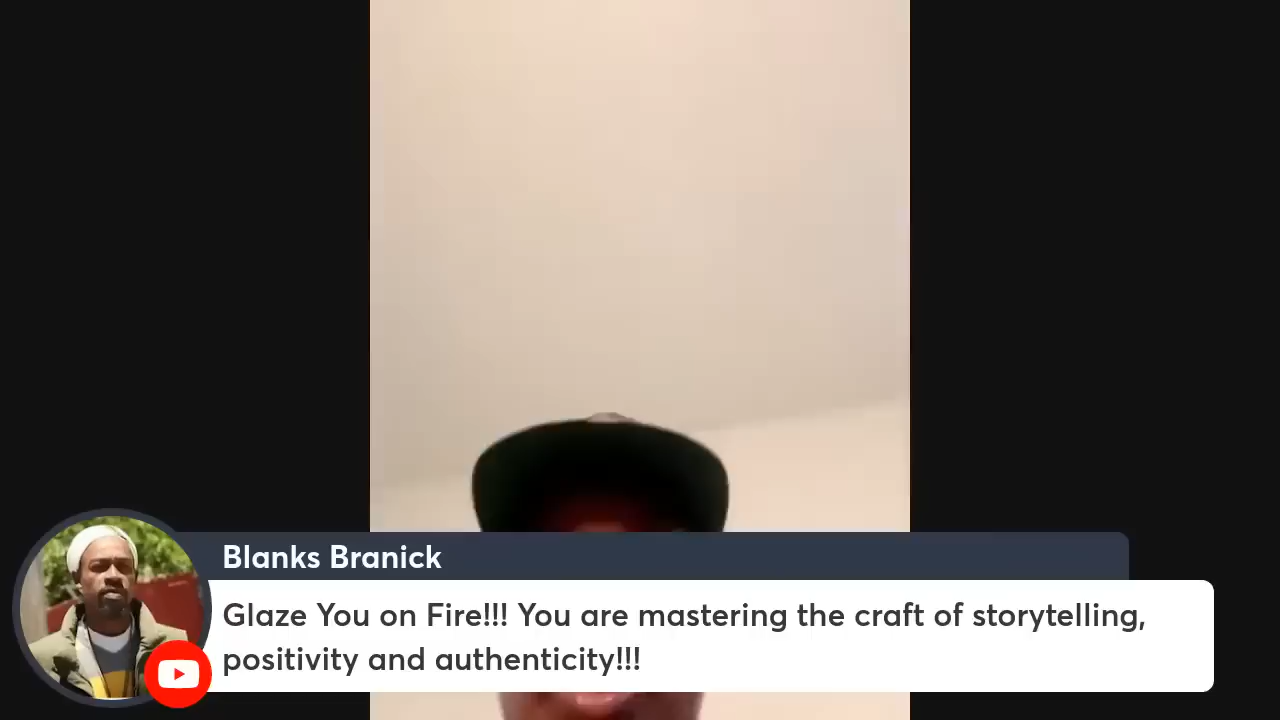 Blanks Branick
Glaze You on Fire!!! You are mastering the craft of storytelling,
positivity and authenticity!!!